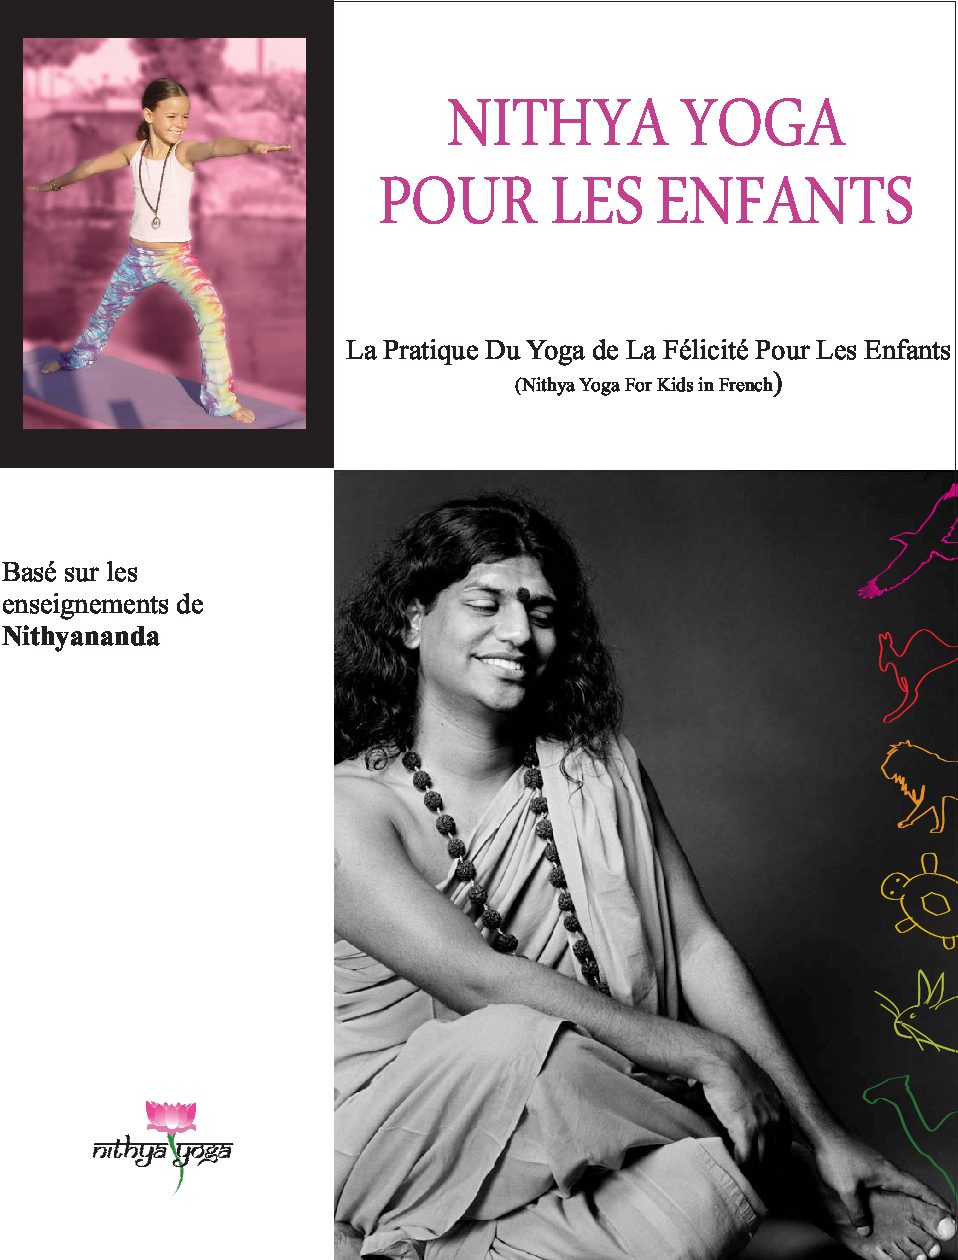 NITHYA YOGA
POUR LES ENFANTS
La Pratique Du Yoga de La Félicité Pour Les Enfants
(Nithya Yoga For Kids in French)
Basé sur les
enseignements de
Nithyananda
nithya yoga